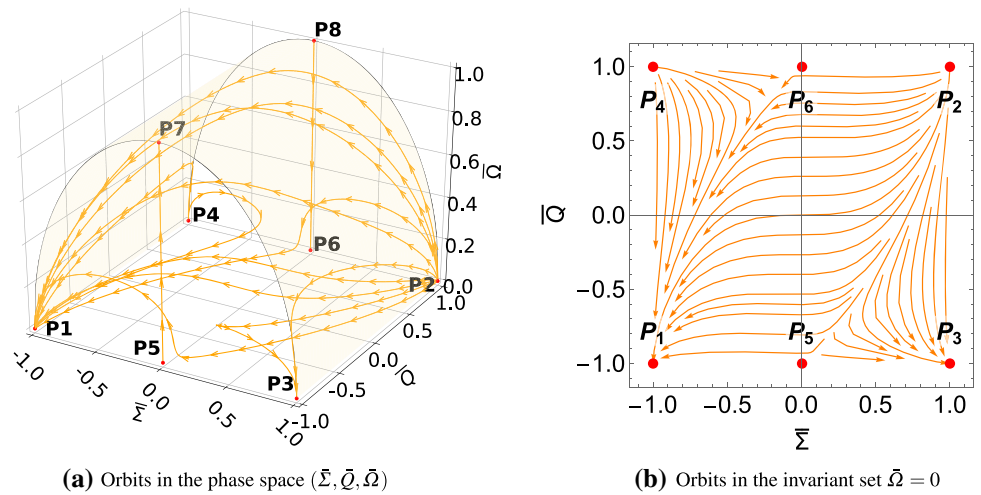 P8
1.0
P7
0.8
0.6
Ω̅
P4
0.4
P6
0.2
P2
0.0
1.0
P1
0.5
P5
0.0
Q̅
-1.0
P3
-0.5
-0.5
0.0
Σ̅
0.5
-1.0
1.0
1.0
P4
P6
P2
0.5
Q̅
0.0
−0.5
P1
P5
P3
−1.0
−1.0 −0.5 0.0 0.5 1.0
Σ̅
(a) Orbits in the phase space (Σ̄, Q̄, Ω̄)
(b) Orbits in the invariant set Ω̄ = 0